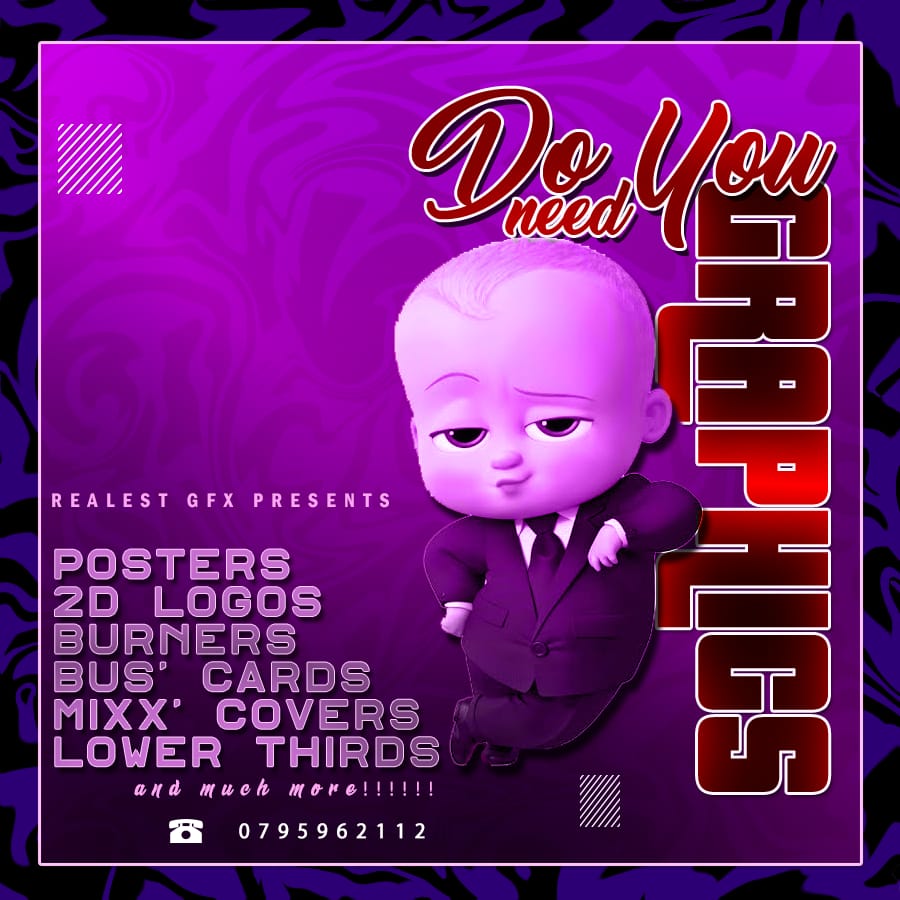 Do You
need
GRAPHICS
REALEST GFX PRESENTS
POSTERS
2D LOGOS
BURNERS
BUS' CARDS
MIXX' COVERS
LOWER THIRDS
and much more!!!!!!
0795962112